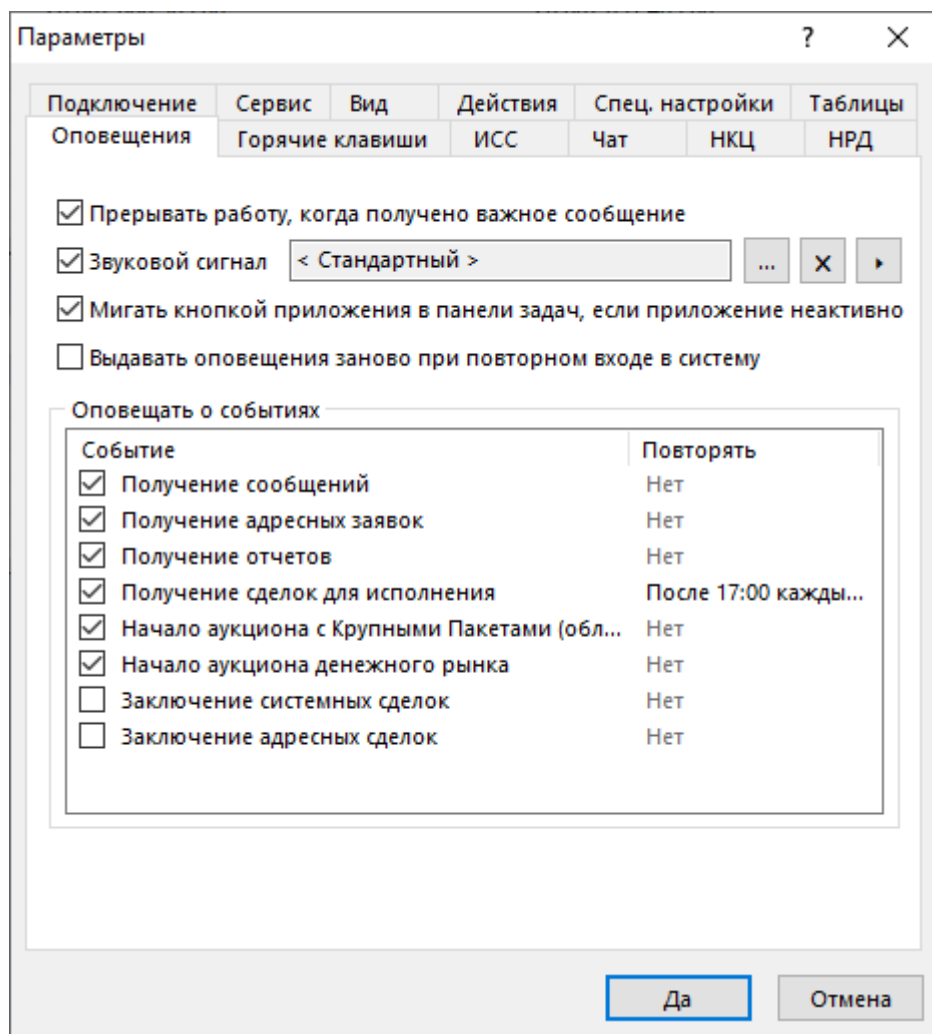 Параметры ?
Подключение Сервис Вид Действия Спец. настройки Таблицы
Оповещения Горячие клавиши ИСС Чат НКЦ НРД
Прерывать работу, когда получено важное сообщение
Звуковой сигнал < Стандартный > ...
Мигать кнопкой приложения в панели задач, если приложение неактивно
Выдавать оповещения заново при повторном входе в систему
Оповещать о событиях
Событие Повторять
Получение сообщений Нет
Получение адресных заявок Нет
Получение отчетов Нет
Получение сделок для исполнения После 17:00 кажды...
Начало аукциона с Крупными Пакетами (обл... Нет
Начало аукциона денежного рынка Нет
Заключение системных сделок Нет
Заключение адресных сделок Нет
Да Отмена